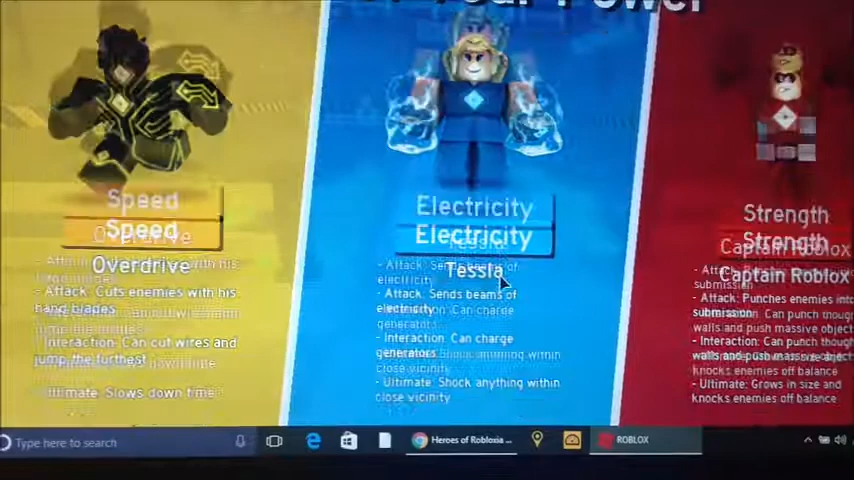 of Your Power
Speed
Overdrive
- Attack: Cuts enemies with his
hand blades
- Interaction: Can cut wires and
jump the furthest
- Ultimate: Slows down time
Electricity
Tessla
- Attack: Sends beams of
electricity
- Interaction: Can charge
generators
- Ultimate: Shock anything within
close vicinity
Strength
Captain Roblox
- Attack: Punches enemies into
submission
- Interaction: Can punch through
walls and push massive objects
- Ultimate: Grows in size and
knocks enemies off balance
Type here to search
Heroes of Robloxia ...
ROBLOX